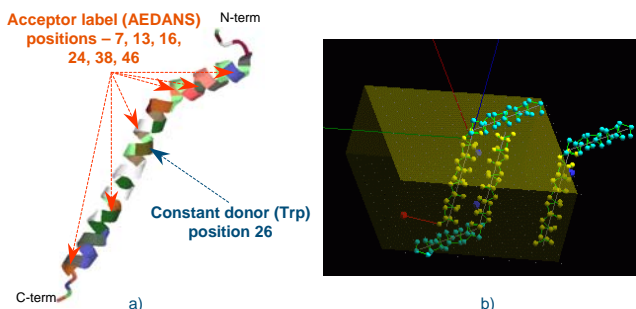 Acceptor label (AEDANS)
positions – 7, 13, 16,
24, 38, 46
N-term
Constant donor (Trp)
position 26
C-term
a)
b)